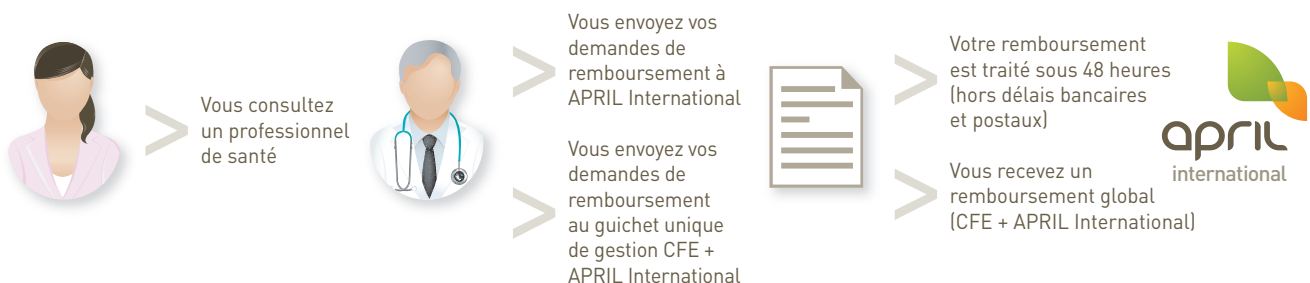 Vous consultez
un professionnel
de santé
Vous envoyez vos
demandes de
remboursement à
APRIL International
Vous envoyez vos
demandes de
remboursement
au guichet unique
de gestion CFE +
APRIL International
Votre remboursement
est traité sous 48 heures
(hors délais bancaires
et postaux)
Vous recevez un
remboursement global
(CFE + APRIL International)
april
international